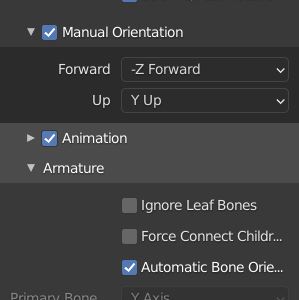 Manual Orientation
Forward -Z Forward
Up Y Up
Animation
Armature
Ignore Leaf Bones
Force Connect Childr...
Automatic Bone Orie...
Primary Bone Y Axis